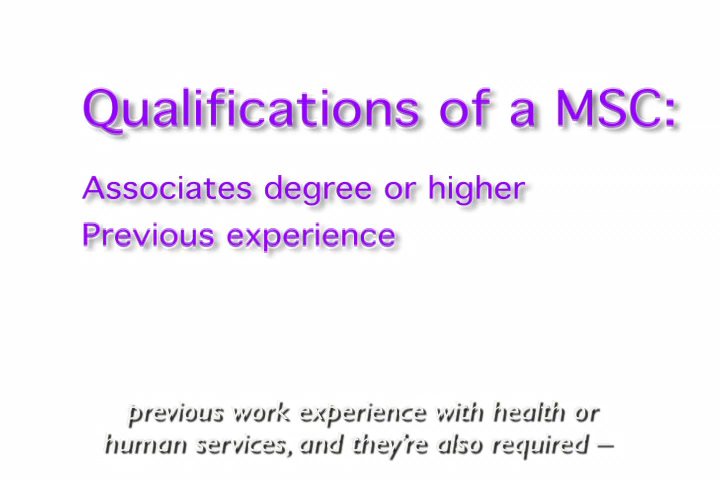 Qualifications of a MSC:
Associates degree or higher
Previous experience
previous work experience with health or
human services, and they're also required –